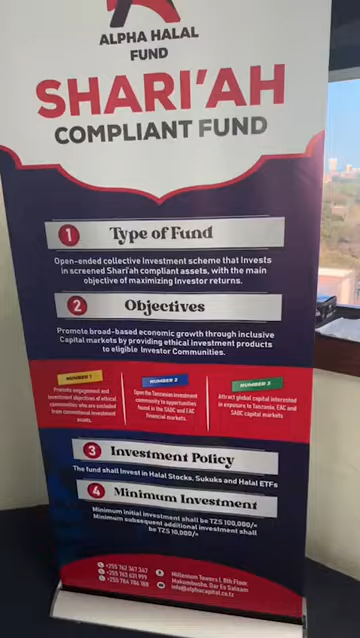 ALPHA HALAL
FUND
SHARI'AH
COMPLIANT FUND
1 Type of Fund
Open-ended collective investment scheme that Invests
in screened Shari'ah compliant assets, with the main
objective of maximizing Investor returns.
2 Objectives
Promote broad-based economic growth through inclusive
Capital markets by providing ethical investment products
to eligible Investor Communities.
NUMBER 1
Promote engagement and
investment objectives of ethical
communities who are excluded
from conventional investment
assets.
NUMBER 2
Open the Tanzanian investment
community to opportunities
found in the SADC and EAC
financial markets.
NUMBER 3
Attract global capital interested
in exposure to Tanzania, EAC and
SADC capital markets
3 Investment Policy
The fund shall Invest in Halal Stocks, Sukuks and Halal ETFs
4 Minimum Investment
Minimum initial investment shall be TZS 100,000/=
Minimum subsequent additional investment shall
be TZS 10,000/=
+255 762 367 347
+255 763 631 999
+255 784 786 188
Millenium Towers I, 8th Floor,
Makumbusho, Dar Es Salaam
info@alphacapital.co.tz